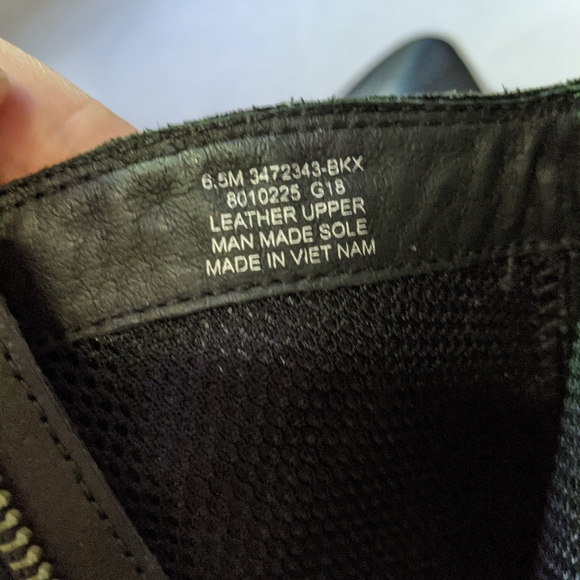 6.5M 3472343-BKX
8010225 G18
LEATHER UPPER
MAN MADE SOLE
MADE IN VIET NAM